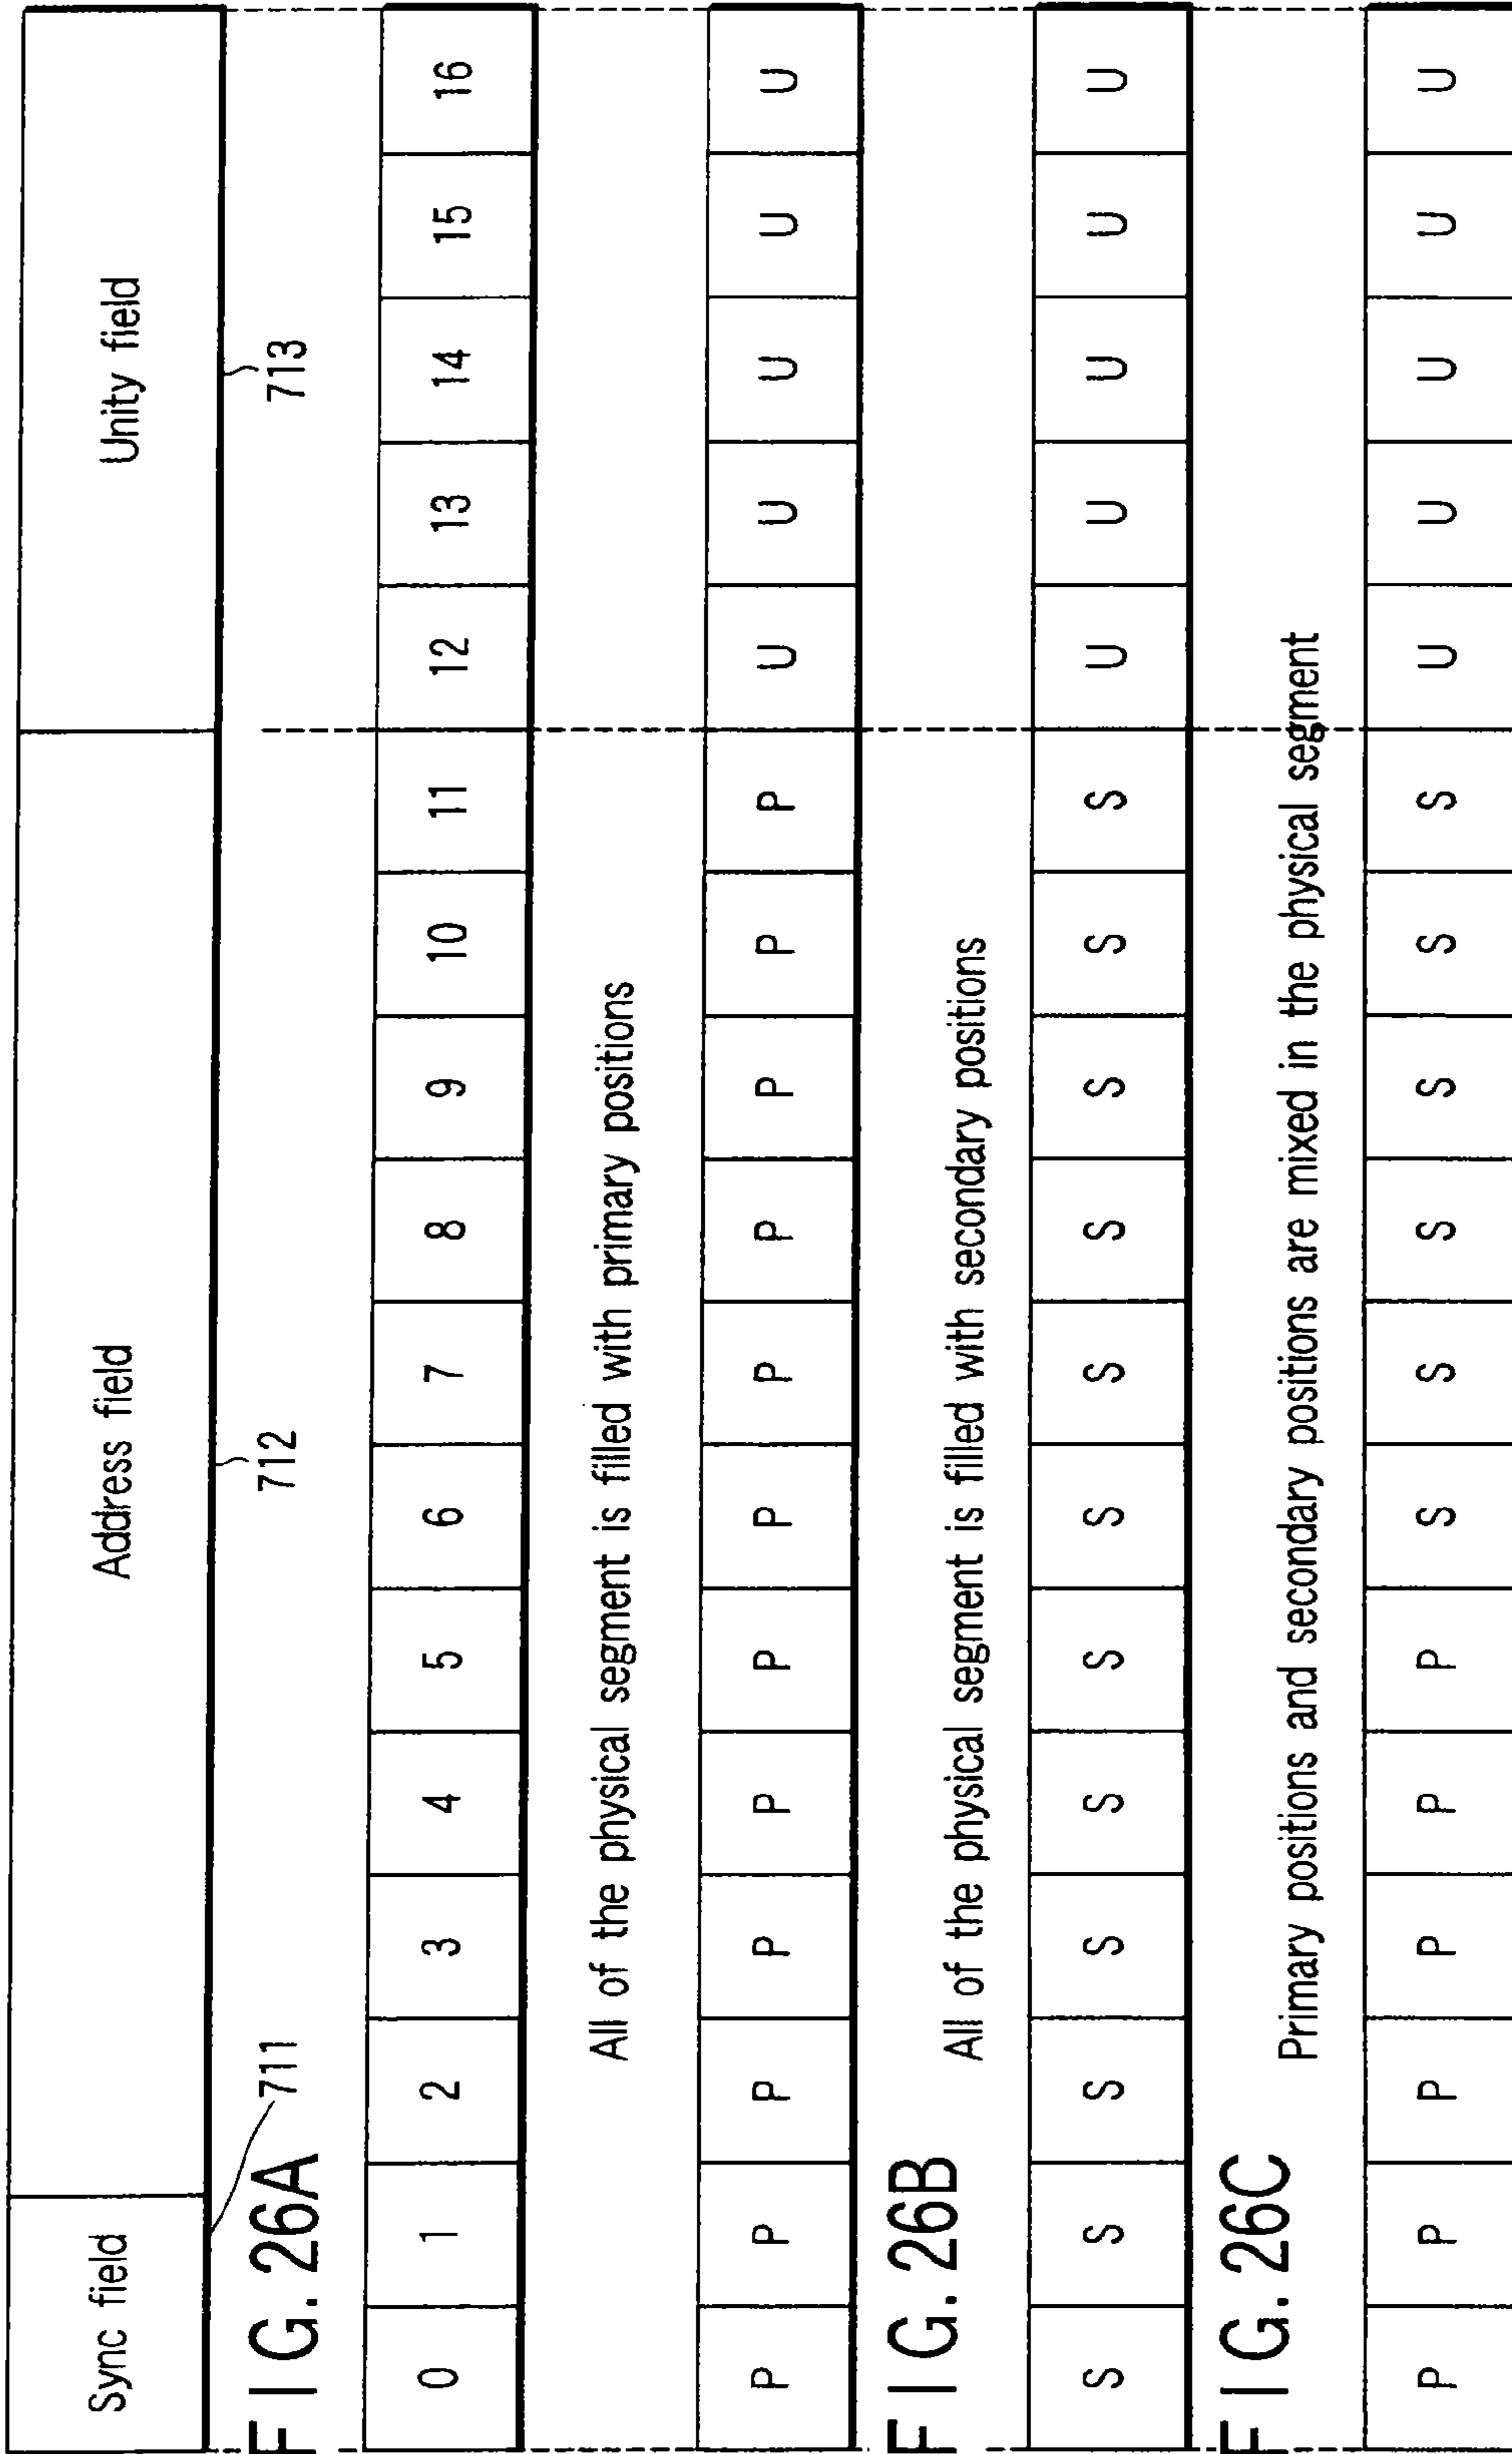 Sync field Address field Unity field
711 712 713
FIG. 26A
0 1 2 3 4 5 6 7 8 9 10 11 12 13 14 15 16
All of the physical segment is filled with primary positions
P P P P P P P P P P P P U U U U U
FIG. 26B
All of the physical segment is filled with secondary positions
S S S S S S S S S S S S U U U U U
FIG. 26C
Primary positions and secondary positions are mixed in the physical segment
P P P P P P S S S S S S U U U U U